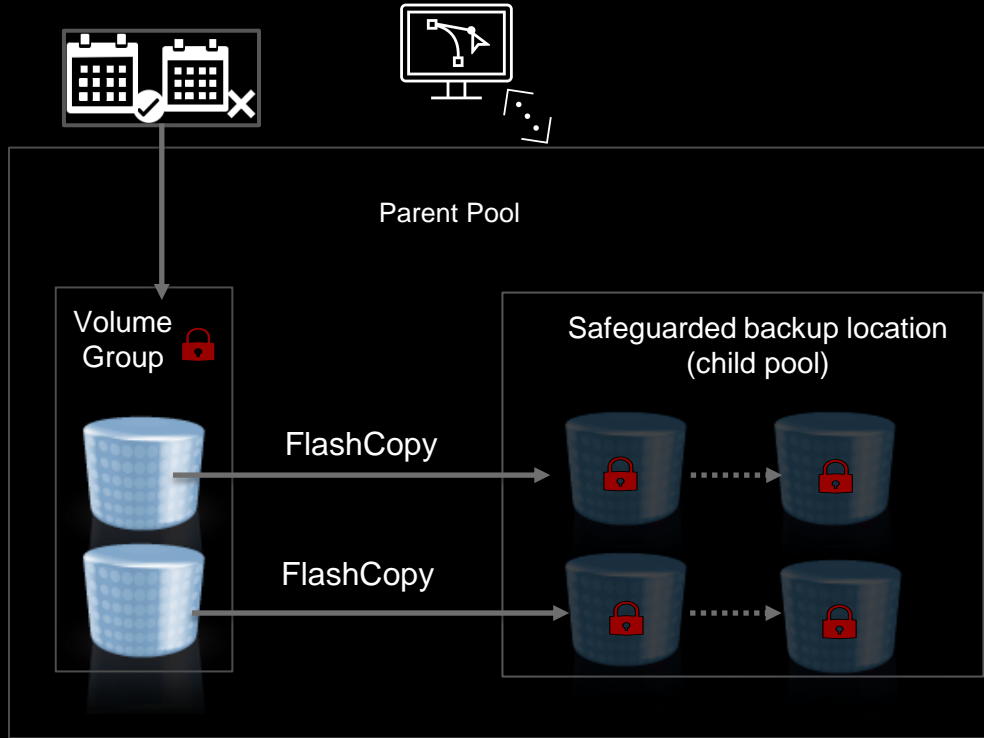 Parent Pool
Volume
Group
Safeguarded backup location
(child pool)
FlashCopy
FlashCopy